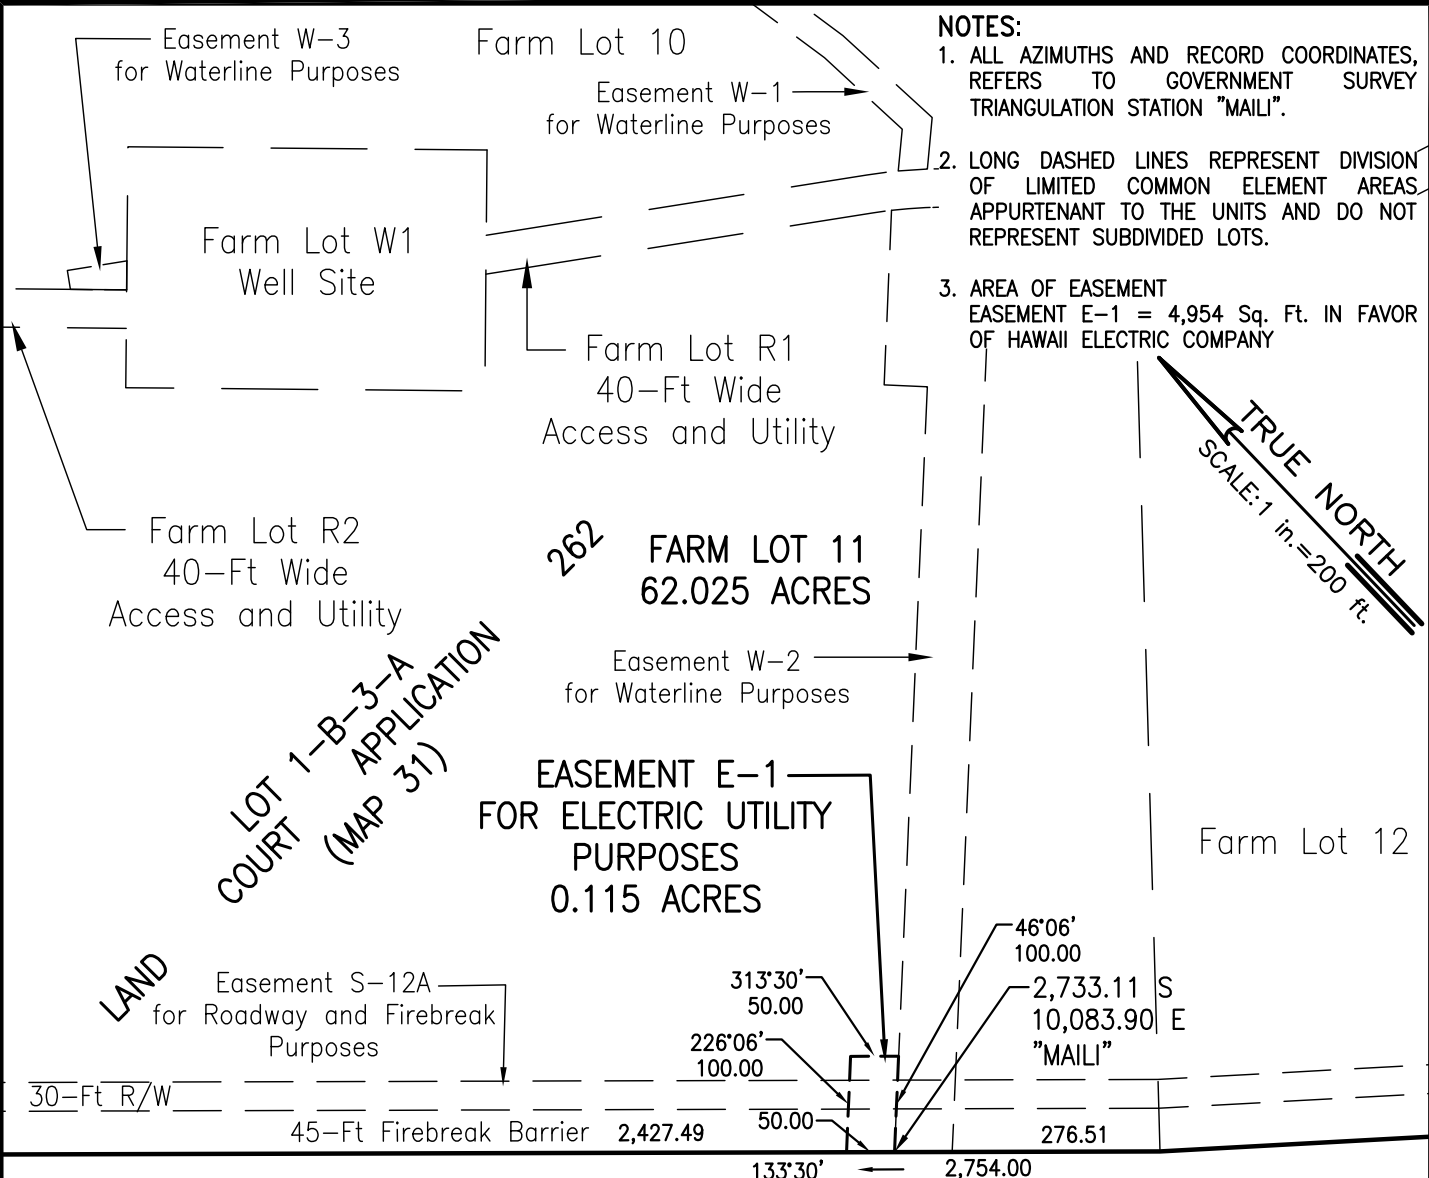 Easement W-3
for Waterline Purposes
Farm Lot 10
Easement W-1
for Waterline Purposes
NOTES:
1. ALL AZIMUTHS AND RECORD COORDINATES,
REFERS TO GOVERNMENT SURVEY
TRIANGULATION STATION "MAILI".
2. LONG DASHED LINES REPRESENT DIVISION
OF LIMITED COMMON ELEMENT AREAS
APPURTENANT TO THE UNITS AND DO NOT
REPRESENT SUBDIVIDED LOTS.
3. AREA OF EASEMENT
EASEMENT E-1 = 4,954 Sq. Ft. IN FAVOR
OF HAWAII ELECTRIC COMPANY
Farm Lot W1
Well Site
Farm Lot R1
40-Ft Wide
Access and Utility
TRUE NORTH
SCALE:1 in.=200 ft.
Farm Lot R2
40-Ft Wide
Access and Utility
262
FARM LOT 11
62.025 ACRES
Easement W-2
for Waterline Purposes
LOT 1-B-3-A
LAND COURT APPLICATION
(MAP 31)
EASEMENT E-1
FOR ELECTRIC UTILITY
PURPOSES
0.115 ACRES
Farm Lot 12
46°06'
100.00
313°30'
50.00
2,733.11 S
10,083.90 E
"MAILI"
Easement S-12A
for Roadway and Firebreak
Purposes
226°06'
100.00
30-Ft R/W
50.00
45-Ft Firebreak Barrier
2,427.49
276.51
133°30'
2,754.00